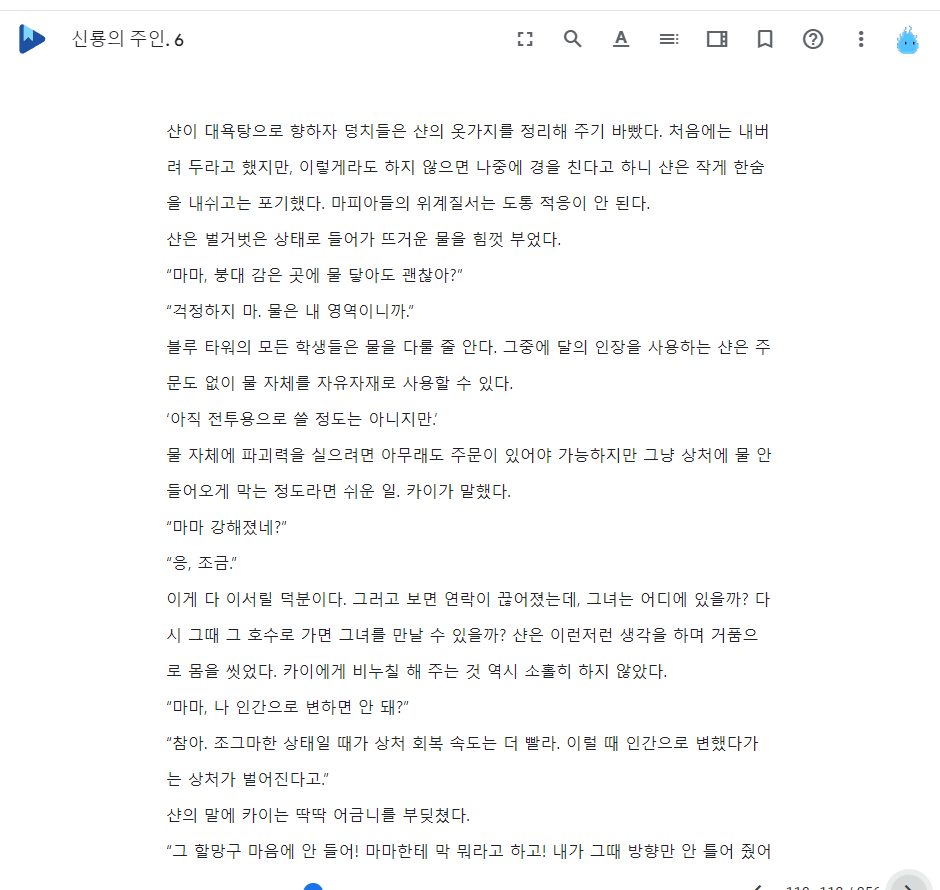 신룡의 주인. 6
샨이 대욕탕으로 향하자 덩치들은 샨의 옷가지를 정리해 주기 바빴다. 처음에는 내버
려 두라고 했지만, 이렇게라도 하지 않으면 나중에 경을 친다고 하니 샨은 작게 한숨
을 내쉬고는 포기했다. 마피아들의 위계질서는 도통 적응이 안 된다.
샨은 벌거벗은 상태로 들어가 뜨거운 물을 힘껏 부었다.
“마마, 붕대 감은 곳에 물 닿아도 괜찮아?”
“걱정하지 마. 물은 내 영역이니까.”
블루 타워의 모든 학생들은 물을 다룰 줄 안다. 그중에 달의 인장을 사용하는 샨은 주
문도 없이 물 자체를 자유자재로 사용할 수 있다.
‘아직 전투용으로 쓸 정도는 아니지만.’
물 자체에 파괴력을 실으려면 아무래도 주문이 있어야 가능하지만 그냥 상처에 물 안
들어오게 막는 정도라면 쉬운 일. 카이가 말했다.
“마마 강해졌네?”
“응, 조금.”
이게 다 이서릴 덕분이다. 그러고 보면 연락이 끊어졌는데, 그녀는 어디에 있을까? 다
시 그때 그 호수로 가면 그녀를 만날 수 있을까? 샨은 이런저런 생각을 하며 거품으
로 몸을 씻었다. 카이에게 비누칠 해 주는 것 역시 소홀히 하지 않았다.
“마마, 나 인간으로 변하면 안 돼?”
“참아. 조그마한 상태일 때가 상처 회복 속도는 더 빨라. 이럴 때 인간으로 변했다가
는 상처가 벌어진다고.”
샨의 말에 카이는 딱딱 어금니를 부딪쳤다.
“그 할망구 마음에 안 들어! 마마한테 막 뭐라고 하고! 내가 그때 방향만 안 틀어 줬어